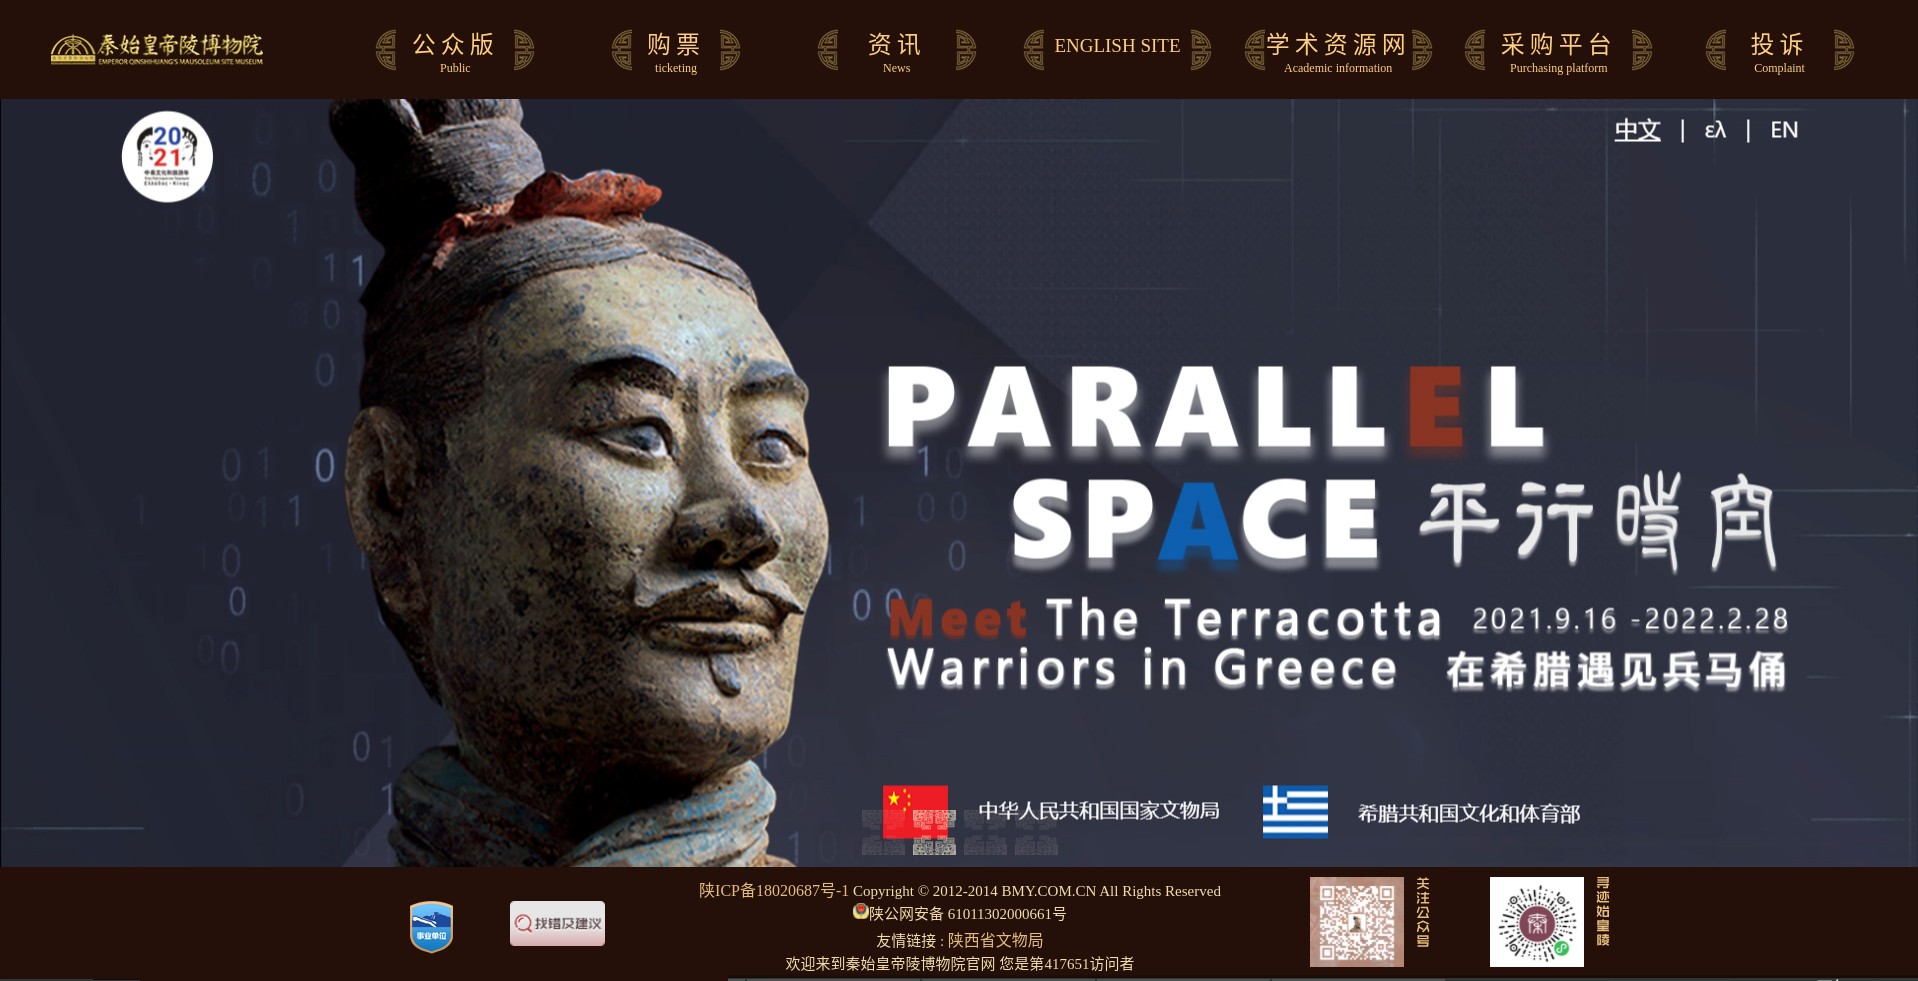 秦始皇帝陵博物院
EMPEROR QINSHIHUANG'S MAUSOLEUM SITE MUSEUM
公众版
Public
购票
ticketing
资讯
News
ENGLISH SITE
学术资源网
Academic information
采购平台
Purchasing platform
投诉
Complaint
2021
中希文化和旅游年
中文 | ελ | EN
PARALLEL
SPACE 平行時空
Meet The Terracotta 2021.9.16 -2022.2.28
Warriors in Greece 在希腊遇见兵马俑
中华人民共和国国家文物局
希腊共和国文化和体育部
事业单位
找错及建议
陕ICP备18020687号-1 Copyright © 2012-2014 BMY.COM.CN All Rights Reserved
陕公网安备 61011302000661号
友情链接 : 陕西省文物局
欢迎来到秦始皇帝陵博物院官网 您是第417651访问者
关注公众号
寻迹始皇陵